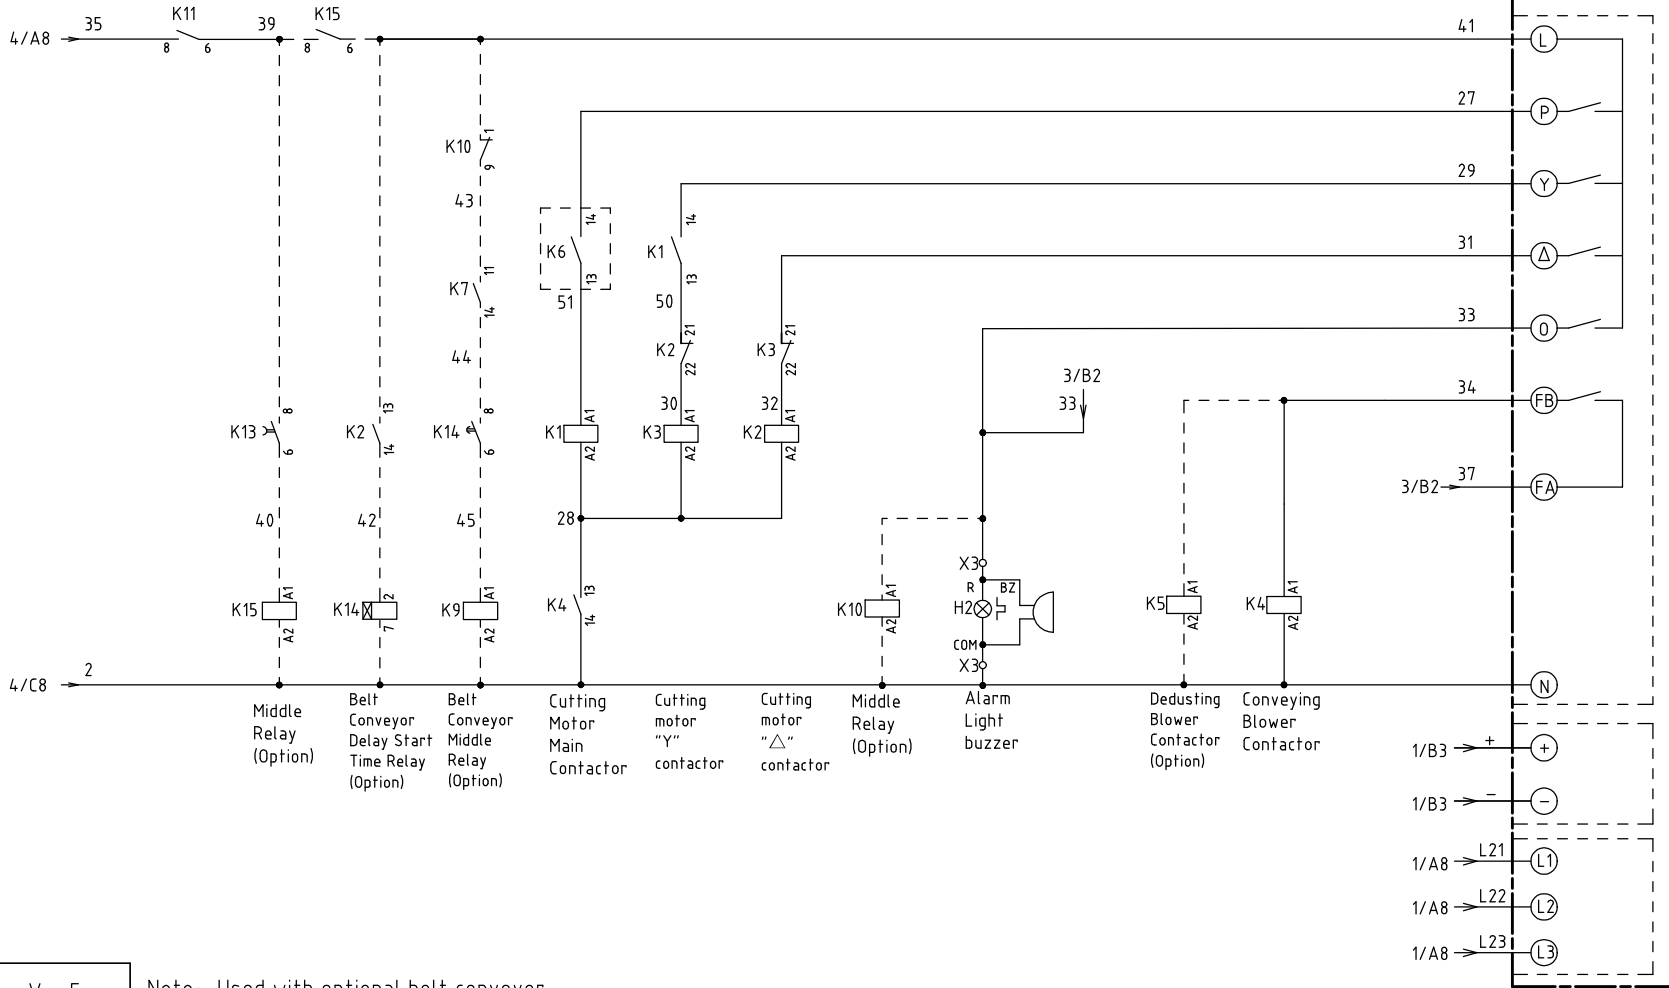 4/A8
35
K11
8
6
39
K15
8
6
41
L
27
P
29
Y
31
Δ
33
O
34
FB
3/B2
37
FA
K10
1
9
43
K7
11
14
44
K13
8
6
K2
13
14
K14
8
6
40
42
45
K6
14
13
51
K1
14
13
50
K2
21
22
30
K3
21
22
32
K1
A1
A2
K3
A1
A2
K2
A1
A2
28
3/B2
33
K15
A1
A2
K14
2
7
K9
A1
A2
K4
13
14
K10
A1
A2
X3
R
BZ
H2
COM
X3
K5
A1
A2
K4
A1
A2
4/C8
2
N
Middle
Relay
(Option)
Belt
Conveyor
Delay Start
Time Relay
(Option)
Belt
Conveyor
Middle
Relay
(Option)
Cutting
Motor
Main
Contactor
Cutting
motor
"Y"
contactor
Cutting
motor
"△"
contactor
Middle
Relay
(Option)
Alarm
Light
buzzer
Dedusting
Blower
Contactor
(Option)
Conveying
Blower
Contactor
1/B3
+
+
1/B3
−
−
1/A8
L21
L1
1/A8
L22
L2
1/A8
L23
L3
Note: Used with optional belt conveyor